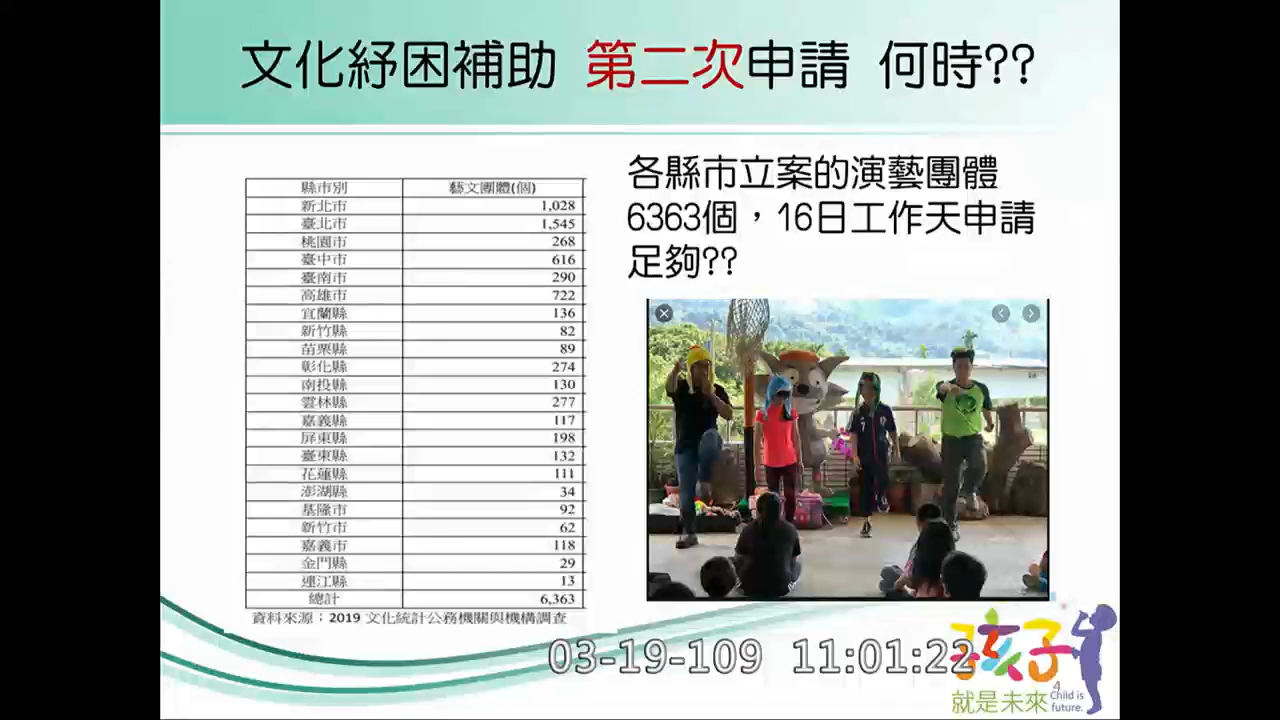 文化紓困補助 第二次申請 何時??
各縣市立案的演藝團體
6363個，16日工作天申請
足夠??
縣市別 藝文團體(個)
新北市 1,028
臺北市 1,545
桃園市 268
臺中市 616
臺南市 290
高雄市 722
宜蘭縣 136
新竹縣 82
苗栗縣 89
彰化縣 274
南投縣 130
雲林縣 277
嘉義縣 117
屏東縣 198
臺東縣 132
花蓮縣 111
澎湖縣 34
基隆市 92
新竹市 62
嘉義市 118
金門縣 29
連江縣 13
總計 6,363
資料來源：2019 文化統計公務機關與機構調查
7
03-19-109 11:01:22
孩子
就是未來
Child is
future.
4